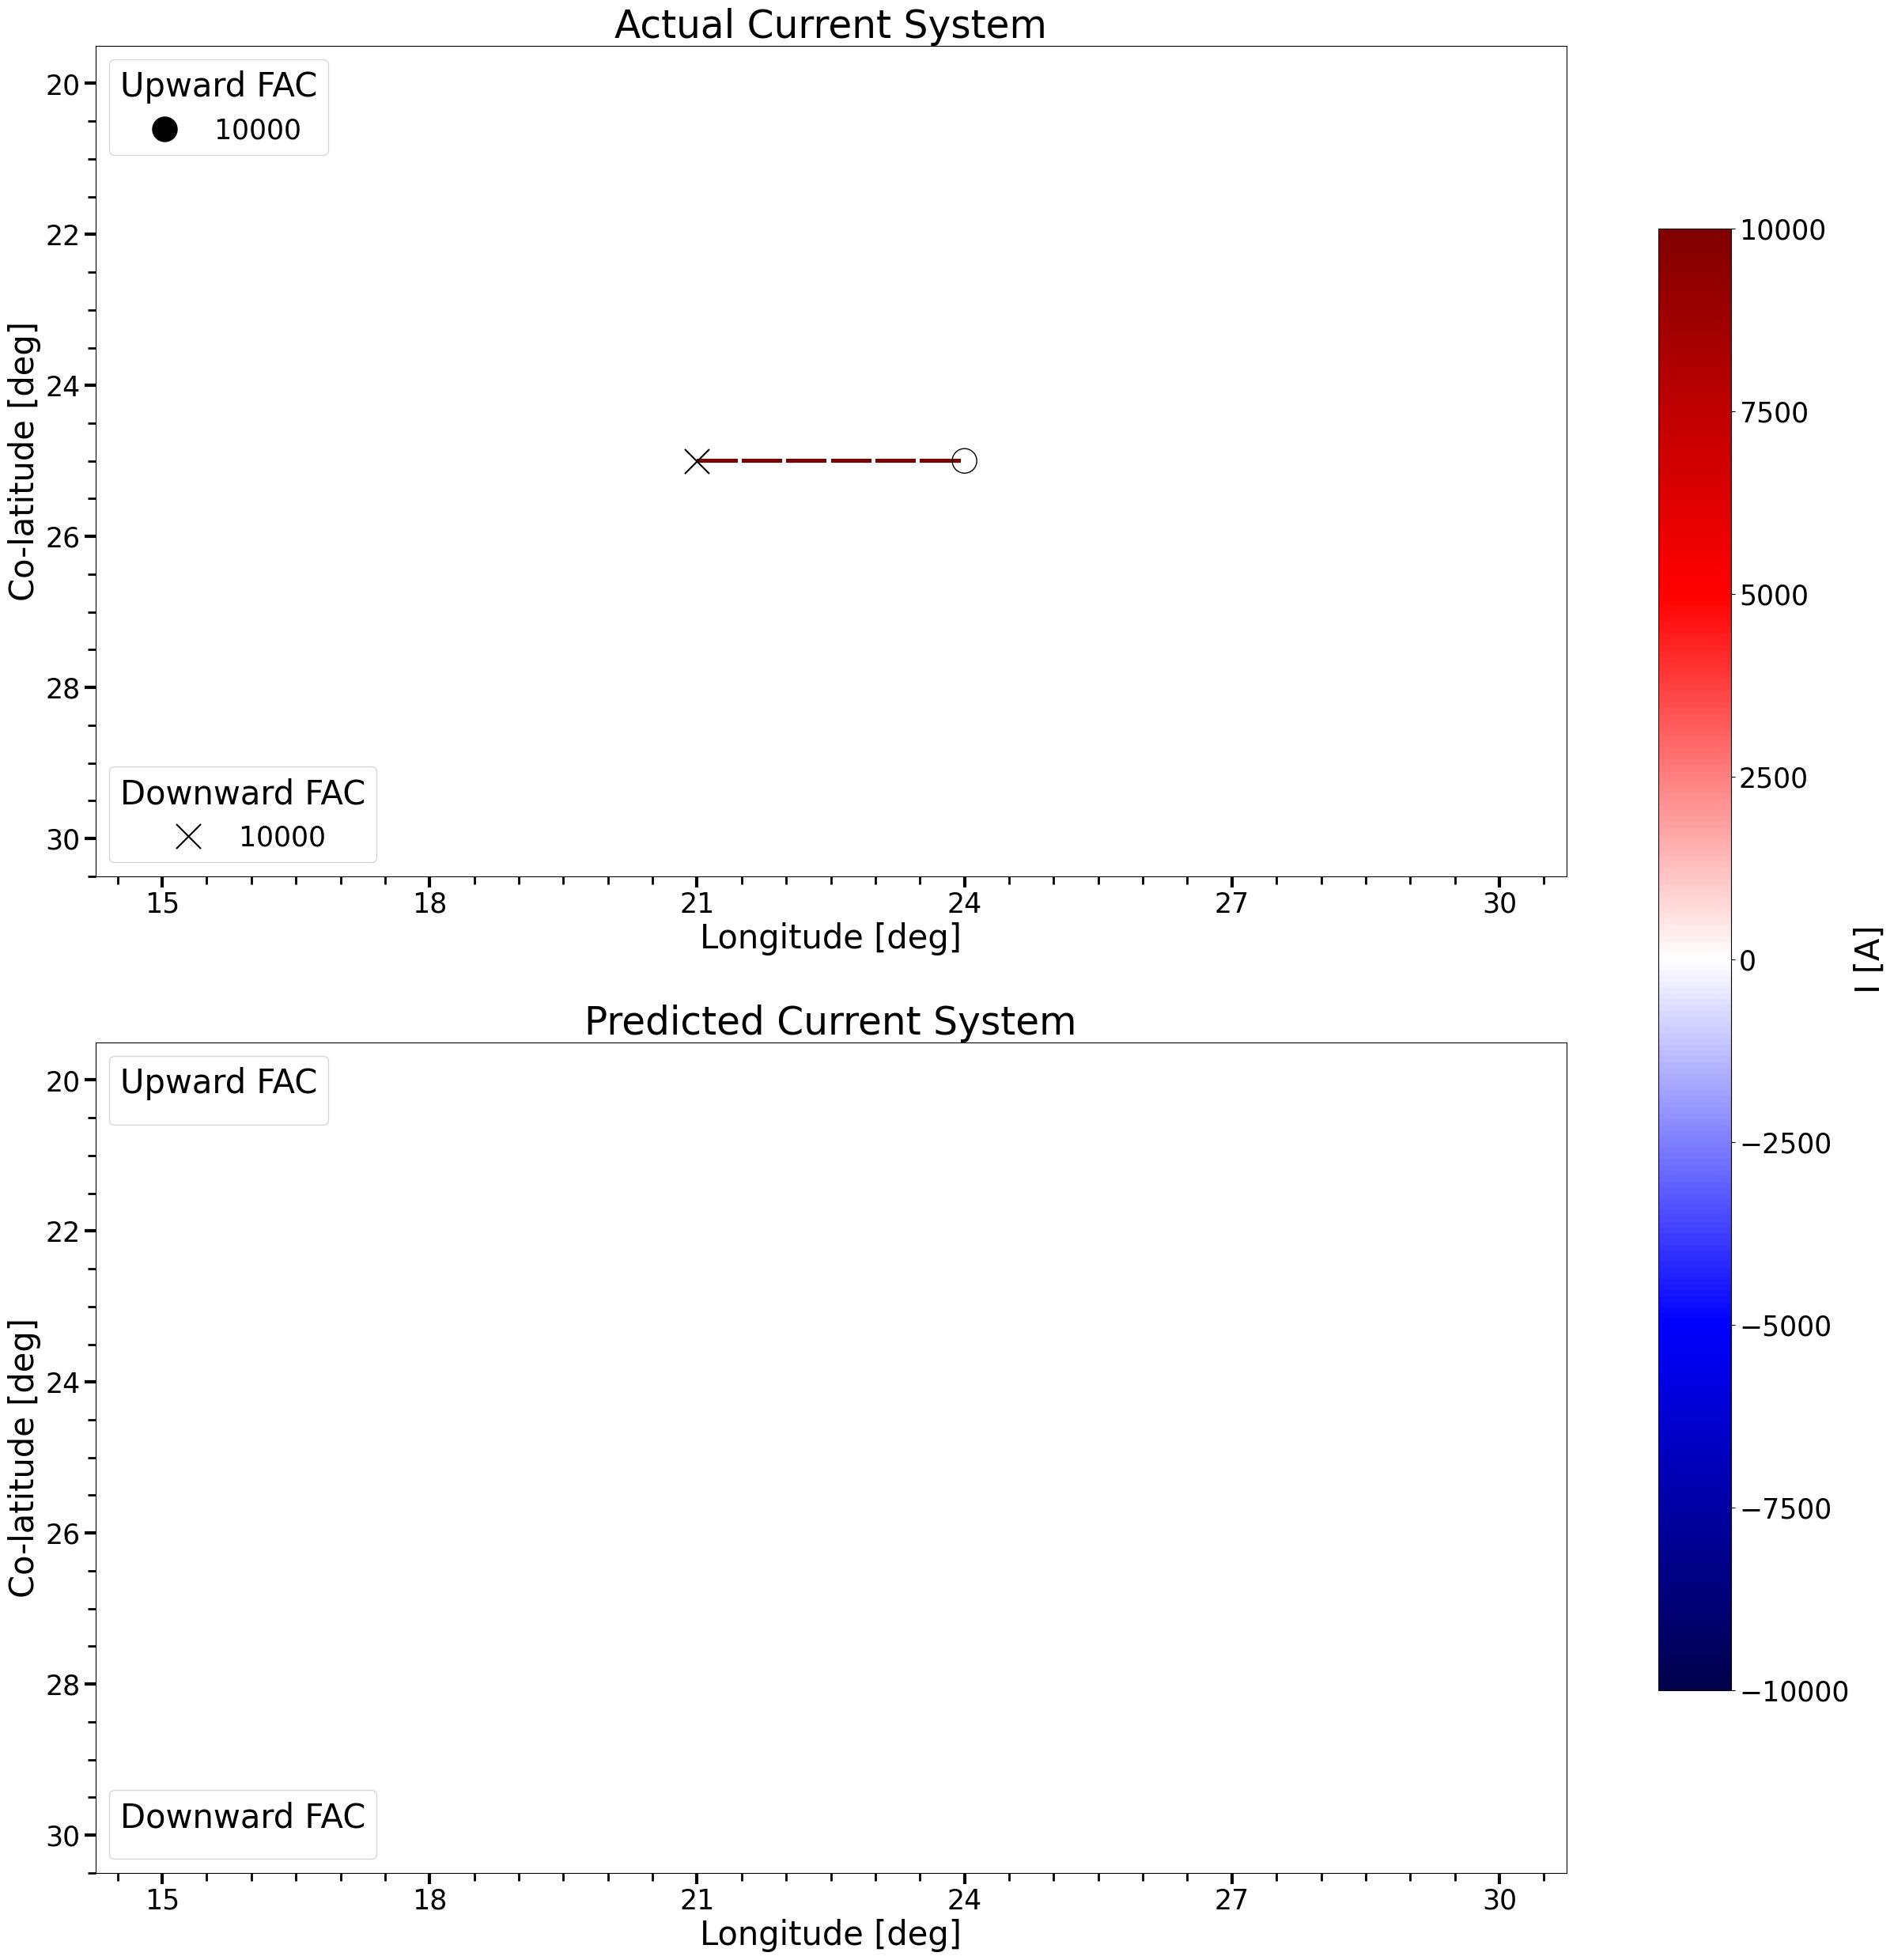 Actual Current System
Upward FAC
10000
20
22
24
26
28
30
Co-latitude [deg]
Downward FAC
10000
15 18 21 24 27 30
Longitude [deg]
Predicted Current System
Upward FAC
20
22
24
26
28
30
Co-latitude [deg]
Downward FAC
15 18 21 24 27 30
Longitude [deg]
10000
7500
5000
2500
0
−2500
−5000
−7500
−10000
I [A]